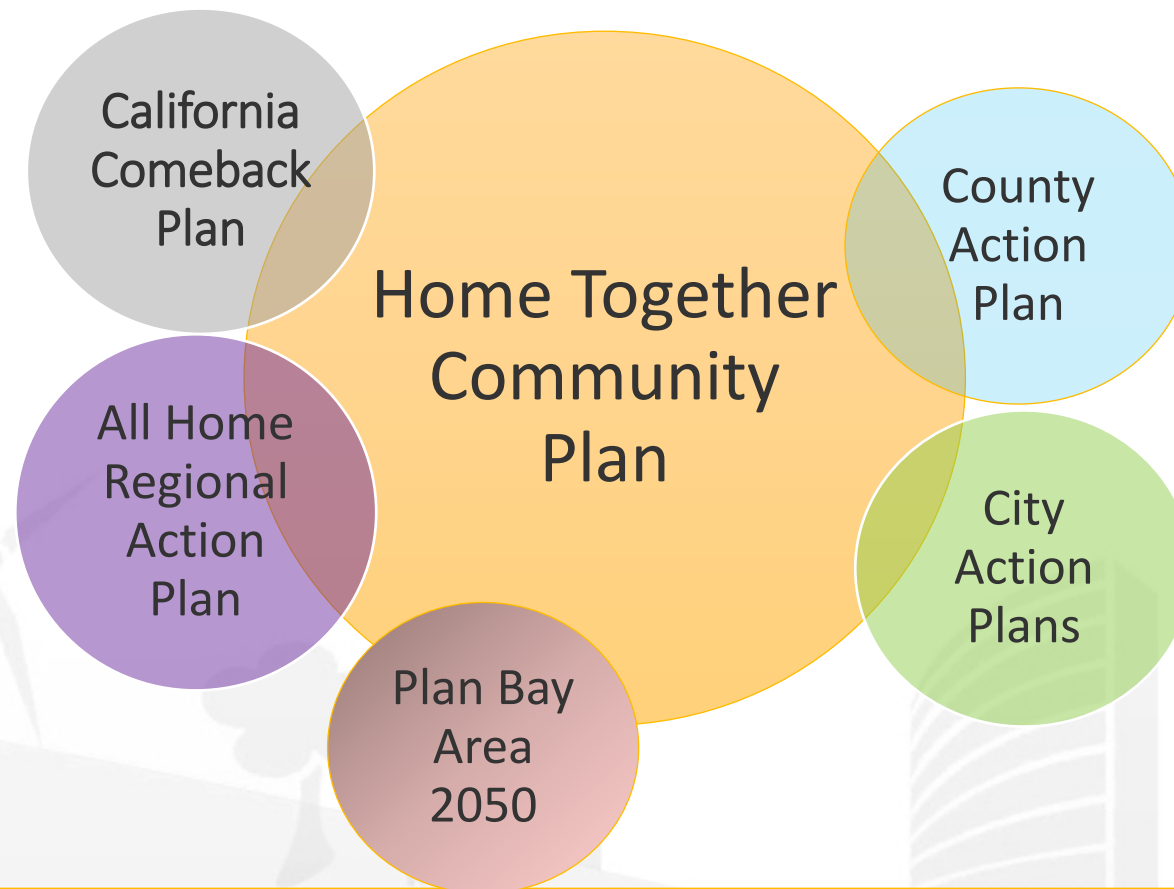 California
Comeback
Plan
Home Together
Community
Plan
County
Action
Plan
All Home
Regional
Action
Plan
City
Action
Plans
Plan Bay
Area
2050